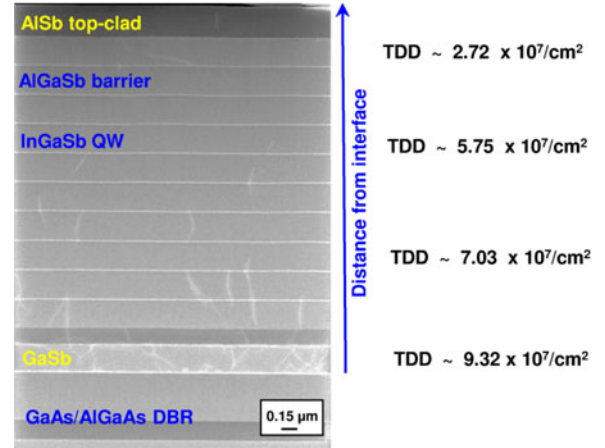 AlSb top-clad
TDD ~ 2.72 x 10⁷/cm²
AlGaSb barrier
InGaSb QW
TDD ~ 5.75 x 10⁷/cm²
Distance from interface
TDD ~ 7.03 x 10⁷/cm²
GaSb
TDD ~ 9.32 x 10⁷/cm²
GaAs/AlGaAs DBR
0.15 µm